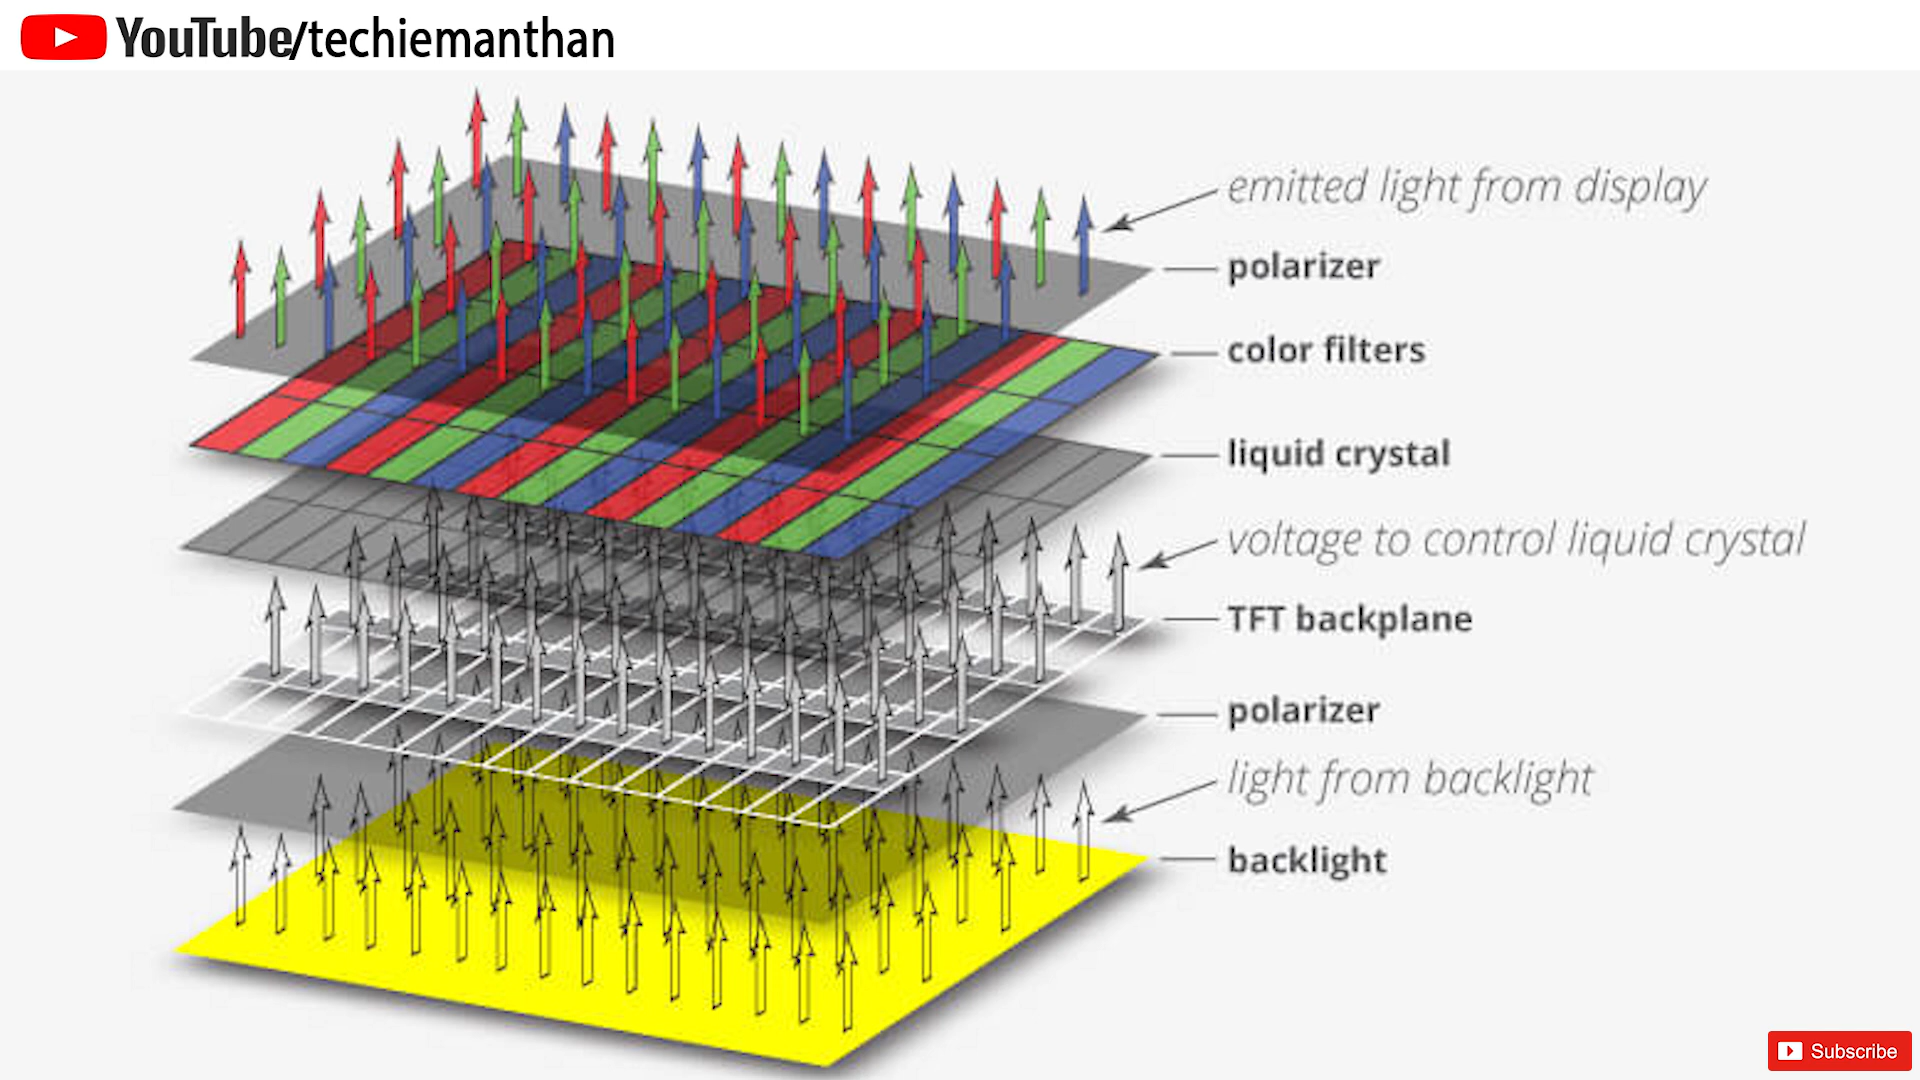 YouTube/techiemanthan
emitted light from display
polarizer
color filters
liquid crystal
voltage to control liquid crystal
TFT backplane
polarizer
light from backlight
backlight
Subscribe